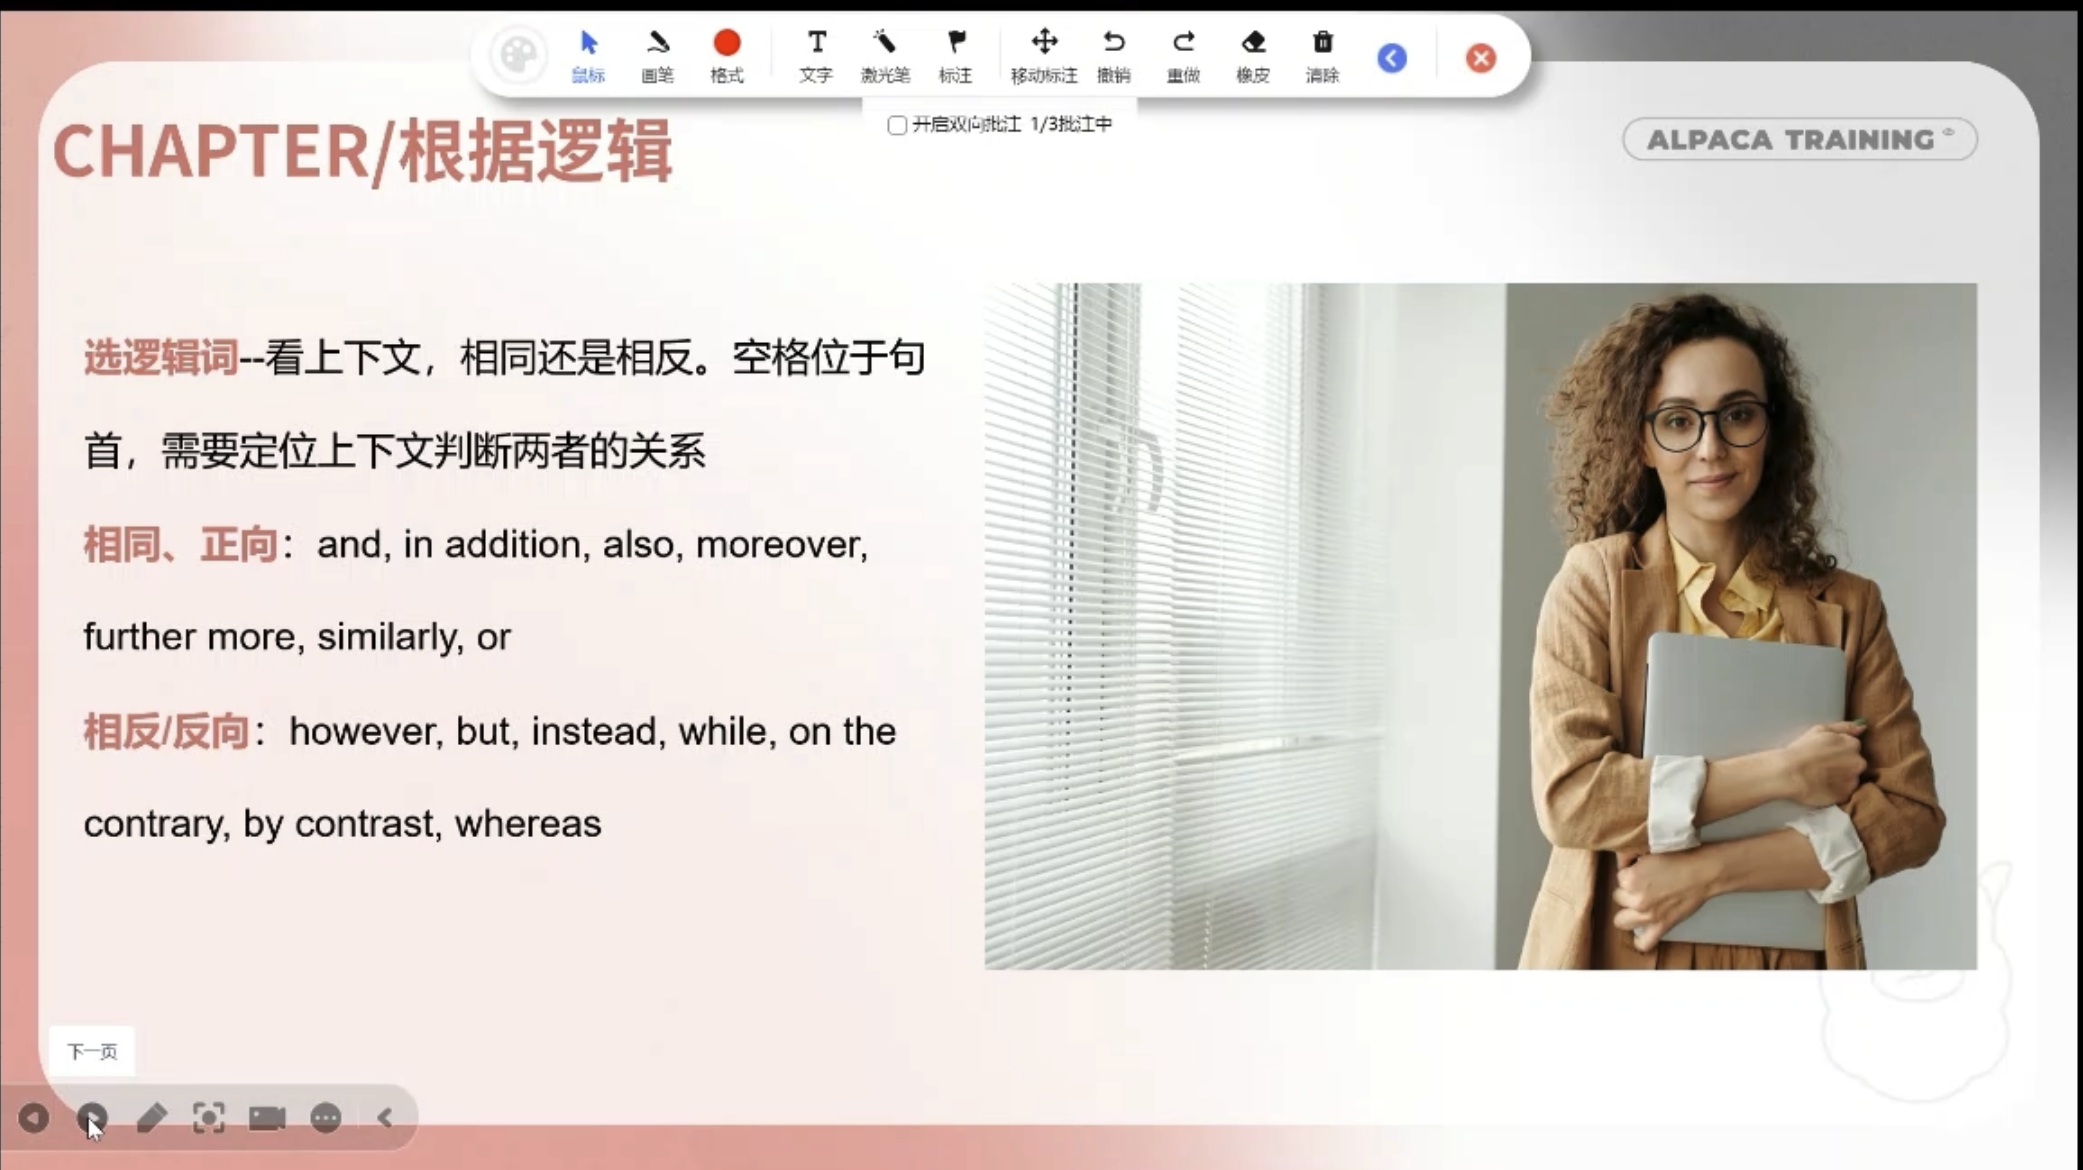 鼠标 画笔 格式 文字 激光笔 标注 移动标注 撤销 重做 橡皮 清除
开启双向批注 1/3批注中
CHAPTER/根据逻辑
ALPACA TRAINING
选逻辑词--看上下文，相同还是相反。空格位于句
首，需要定位上下文判断两者的关系
相同、正向：and, in addition, also, moreover,
further more, similarly, or
相反/反向：however, but, instead, while, on the
contrary, by contrast, whereas
下一页